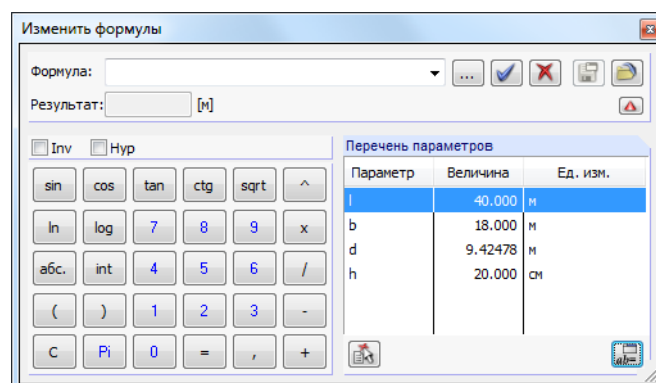 Изменить формулы
Формула:
...
Результат: [м]
Inv Hyp
sin cos tan ctg sqrt ^
ln log 7 8 9 x
абс. int 4 5 6 /
( ) 1 2 3 -
C Pi 0 = , +
Перечень параметров
Параметр Величина Ед. изм.
l 40.000 м
b 18.000 м
d 9.42478 м
h 20.000 см
ab=